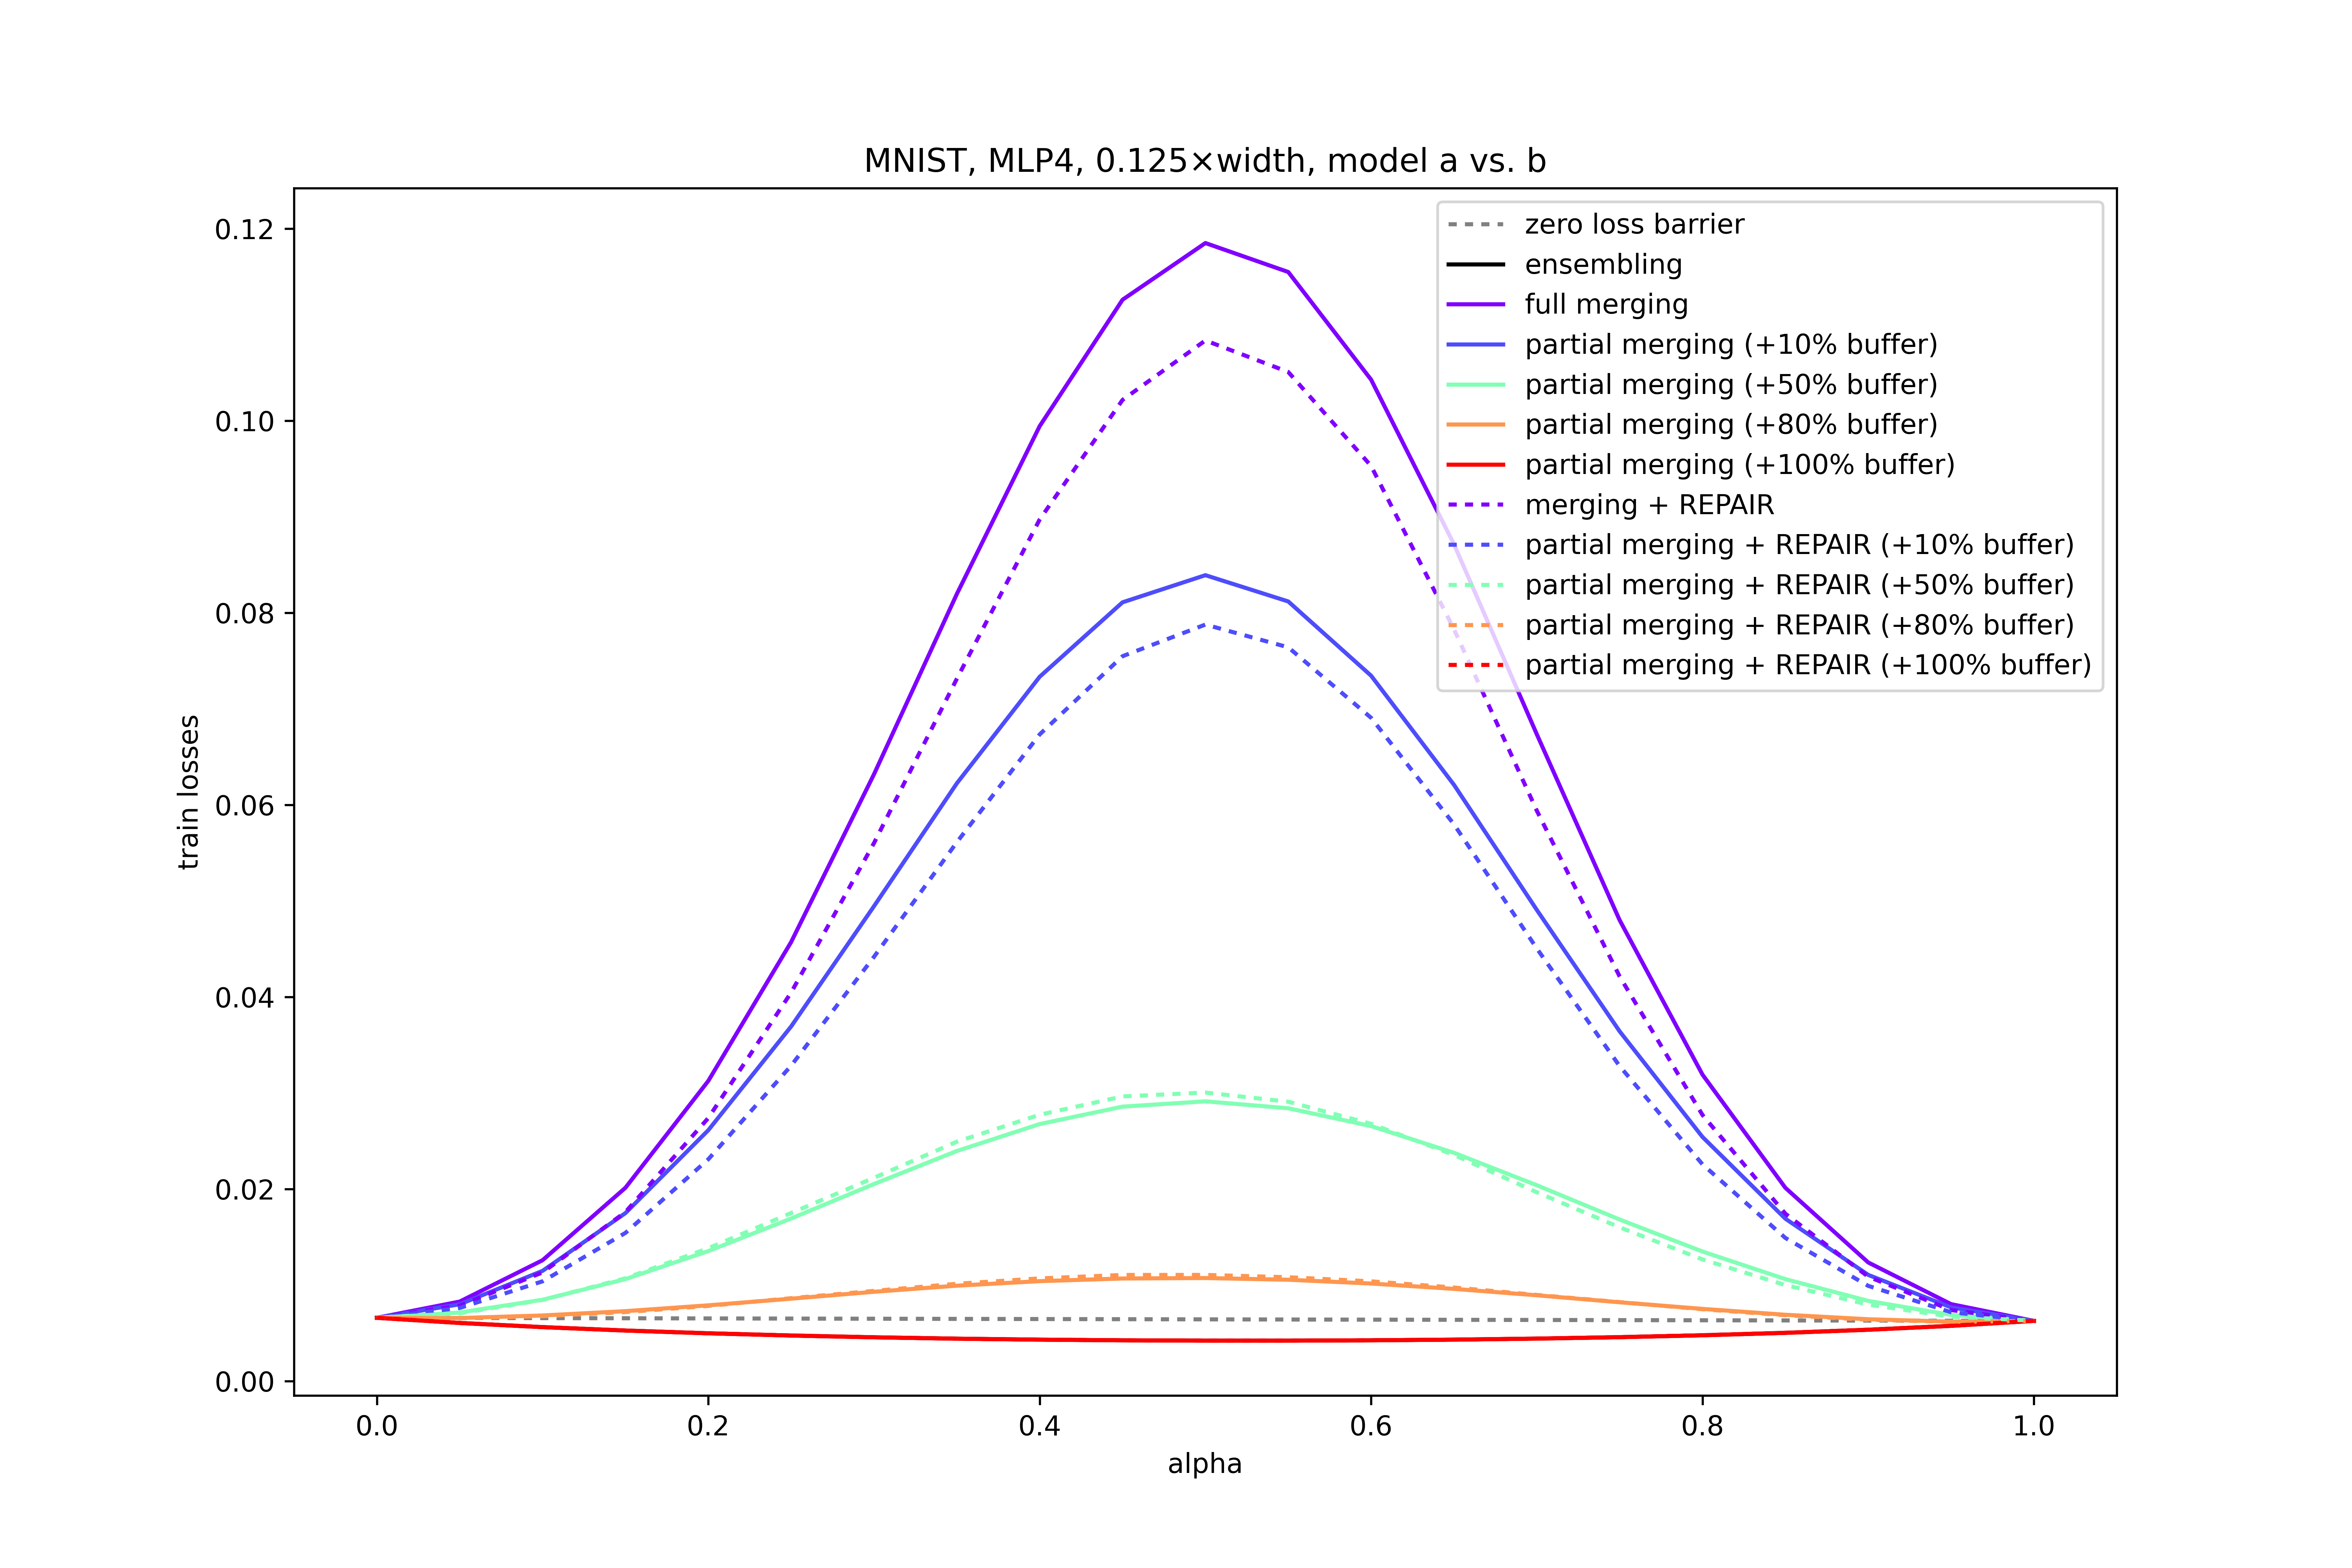 MNIST, MLP4, 0.125×width, model a vs. b
zero loss barrier
ensembling
full merging
partial merging (+10% buffer)
partial merging (+50% buffer)
partial merging (+80% buffer)
partial merging (+100% buffer)
merging + REPAIR
partial merging + REPAIR (+10% buffer)
partial merging + REPAIR (+50% buffer)
partial merging + REPAIR (+80% buffer)
partial merging + REPAIR (+100% buffer)
train losses
0.12
0.10
0.08
0.06
0.04
0.02
0.00
0.0 0.2 0.4 0.6 0.8 1.0
alpha